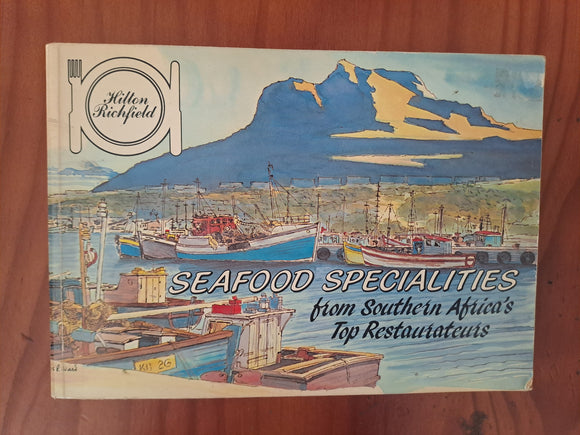 Hilton
Richfield
SEAFOOD SPECIALITIES
from Southern Africa's
Top Restaurateurs